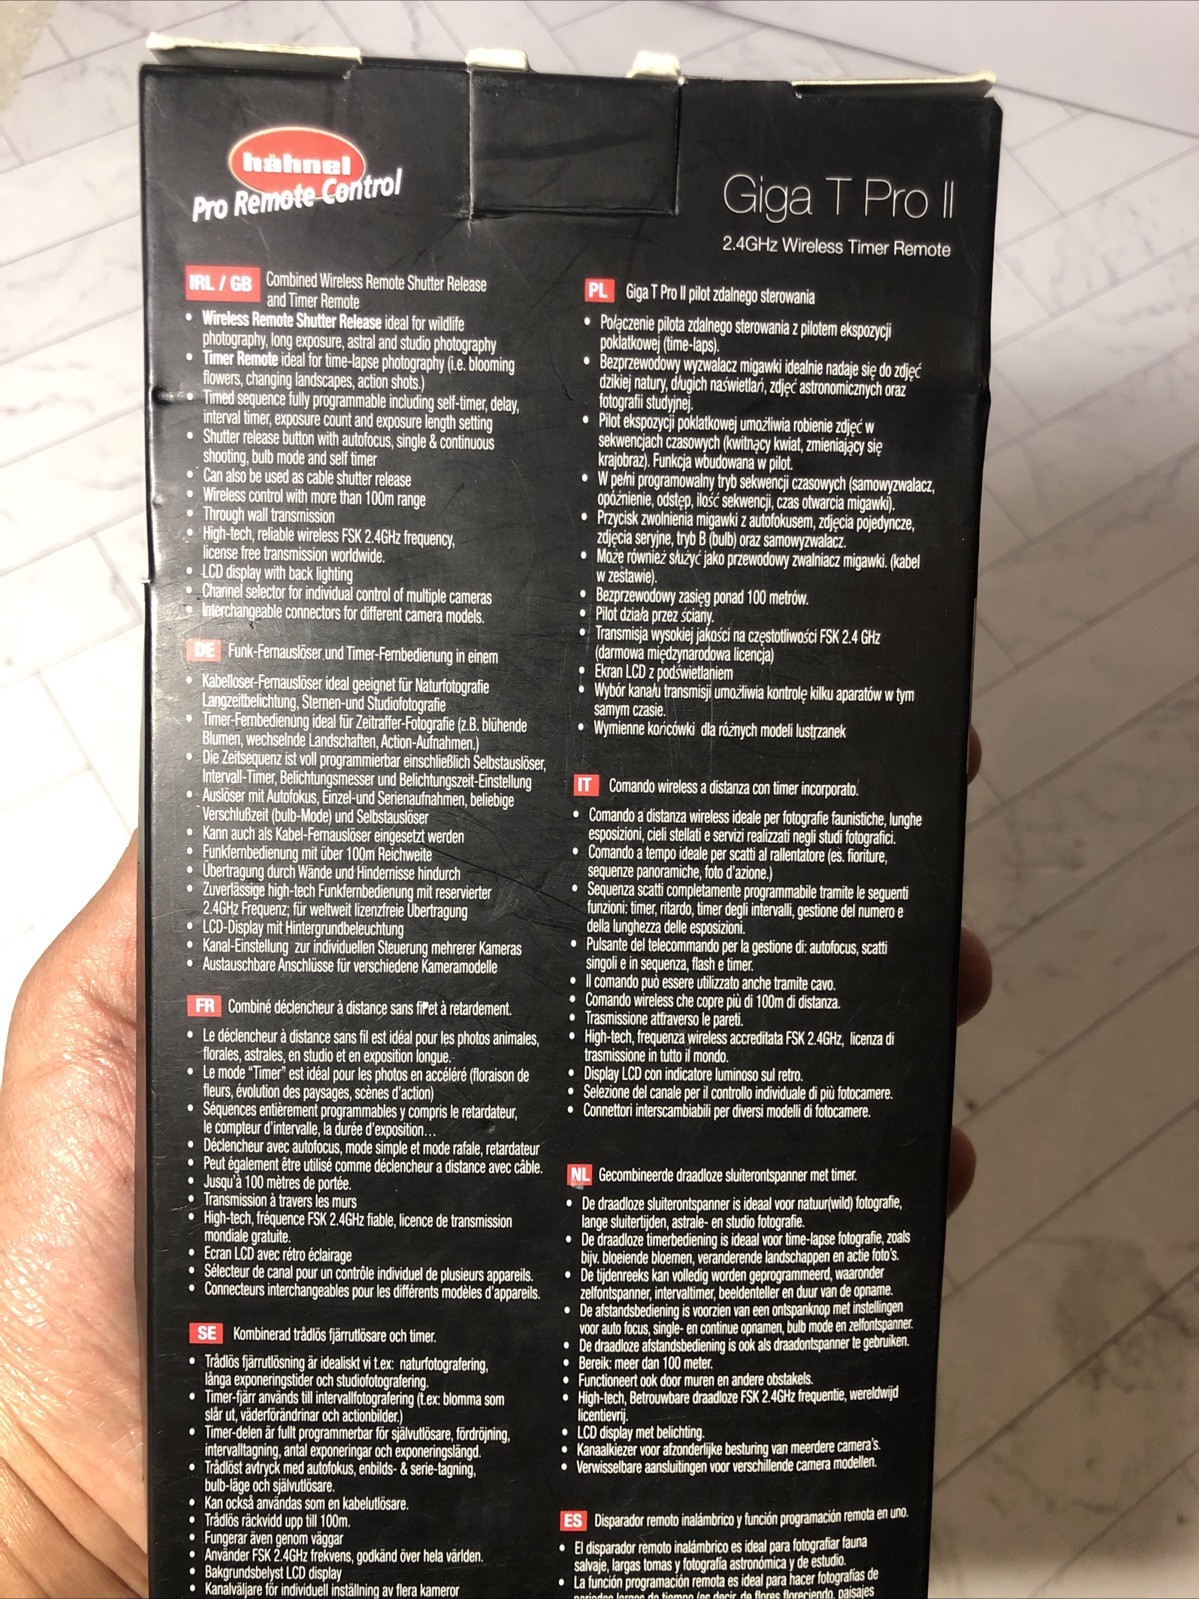 hähnel
Pro Remote Control
Giga T Pro II
2.4GHz Wireless Timer Remote
IRL / GB Combined Wireless Remote Shutter Release
and Timer Remote
• Wireless Remote Shutter Release ideal for wildlife
photography, long exposure, astral and studio photography
• Timer Remote ideal for time-lapse photography (i.e. blooming
flowers, changing landscapes, action shots.)
• Timed sequence fully programmable including self-timer, delay,
interval timer, exposure count and exposure length setting
• Shutter release button with autofocus, single & continuous
shooting, bulb mode and self timer
• Can also be used as cable shutter release
• Wireless control with more than 100m range
• Through wall transmission
• High-tech, reliable wireless FSK 2.4GHz frequency,
license free transmission worldwide.
• LCD display with back lighting
• Channel selector for individual control of multiple cameras
• Interchangeable connectors for different camera models.
DE Funk-Fernauslöser und Timer-Fernbedienung in einem
• Kabelloser-Fernauslöser ideal geeignet für Naturfotografie
Langzeitbelichtung, Sternen-und Studiofotografie
• Timer-Fernbedienung ideal für Zeitraffer-Fotografie (z.B. blühende
Blumen, wechselnde Landschaften, Action-Aufnahmen.)
• Die Zeitsequenz ist voll programmierbar einschließlich Selbstauslöser,
Intervall-Timer, Belichtungsmesser und Belichtungszeit-Einstellung
• Auslöser mit Autofokus, Einzel-und Serienaufnahmen, beliebige
Verschlußzeit (bulb-Mode) und Selbstauslöser
• Kann auch als Kabel-Fernauslöser eingesetzt werden
• Funkfernbedienung mit über 100m Reichweite
• Übertragung durch Wände und Hindernisse hindurch
• Zuverlässige high-tech Funkfernbedienung mit reservierter
2.4GHz Frequenz; für weltweit lizenzfreie Übertragung
• LCD-Display mit Hintergrundbeleuchtung
• Kanal-Einstellung zur individuellen Steuerung mehrerer Kameras
• Austauschbare Anschlüsse für verschiedene Kameramodelle
FR Combiné déclencheur à distance sans fil et à retardement.
• Le déclencheur à distance sans fil est idéal pour les photos animales,
florales, astrales, en studio et en exposition longue.
• Le mode “Timer” est idéal pour les photos en accéléré (floraison de
fleurs, évolution des paysages, scènes d’action)
• Séquences entièrement programmables y compris le retardateur,
le compteur d’intervalle, la durée d’exposition…
• Déclencheur avec autofocus, mode simple et mode rafale, retardateur
• Peut également être utilisé comme déclencheur a distance avec câble.
• Jusqu’à 100 mètres de portée.
• Transmission à travers les murs
• High-tech, fréquence FSK 2.4GHz fiable, licence de transmission
mondiale gratuite.
• Ecran LCD avec rétro éclairage
• Sélecteur de canal pour un contrôle individuel de plusieurs appareils.
• Connecteurs interchangeables pour les différents modèles d’appareils.
SE Kombinerad trådlös fjärrutlösare och timer.
• Trådlös fjärrutlösning är idealiskt vi t.ex: naturfotografering,
långa exponeringstider och studiofotografering.
• Timer-fjärr används till intervallfotografering (t.ex: blomma som
slår ut, väderförändrinar och actionbilder.)
• Timer-delen är fullt programmerbar för självutlösare, fördröjning,
intervalltagning, antal exponeringar och exponeringslängd.
• Trådlöst avtryck med autofokus, enbilds- & serie-tagning,
bulb-läge och självutlösare.
• Kan också användas som en kabelutlösare.
• Trådlös räckvidd upp till 100m.
• Fungerar även genom väggar
• Använder FSK 2.4GHz frekvens, godkänd över hela världen.
• Bakgrundsbelyst LCD display
• Kanalväljare för individuell inställning av flera kameror
PL Giga T Pro II pilot zdalnego sterowania
• Połączenie pilota zdalnego sterowania z pilotem ekspozycji
poklatkowej (time-laps).
• Bezprzewodowy wyzwalacz migawki idealnie nadaje się do zdjęć
dzikiej natury, długich naświetlań, zdjęć astronomicznych oraz
fotografii studyjnej.
• Pilot ekspozycji poklatkowej umożliwia robienie zdjęć w
sekwencjach czasowych (kwitnący kwiat, zmieniający się
krajobraz). Funkcja wbudowana w pilot.
• W pełni programowalny tryb sekwencji czasowych (samowyzwalacz,
opóźnienie, odstęp, ilość sekwencji, czas otwarcia migawki).
• Przycisk zwolnienia migawki z autofokusem, zdjęcia pojedyncze,
zdjęcia seryjne, tryb B (bulb) oraz samowyzwalacz.
• Może również służyć jako przewodowy zwalniacz migawki. (kabel
w zestawie).
• Bezprzewodowy zasięg ponad 100 metrów.
• Pilot działa przez ściany.
• Transmisja wysokiej jakości na częstotliwości FSK 2.4 GHz
(darmowa międzynarodowa licencja)
• Ekran LCD z podświetlaniem
• Wybór kanału transmisji umożliwia kontrolę kilku aparatów w tym
samym czasie.
• Wymienne końcówki dla różnych modeli lustrzanek
IT Comando wireless a distanza con timer incorporato.
• Comando a distanza wireless ideale per fotografie faunistiche, lunghe
esposizioni, cieli stellati e servizi realizzati negli studi fotografici.
• Comando a tempo ideale per scatti al rallentatore (es. fioriture,
sequenze panoramiche, foto d’azione.)
• Sequenza scatti completamente programmabile tramite le seguenti
funzioni: timer, ritardo, timer degli intervalli, gestione del numero e
della lunghezza delle esposizioni.
• Pulsante del telecommando per la gestione di: autofocus, scatti
singoli e in sequenza, flash e timer.
• Il comando può essere utilizzato anche tramite cavo.
• Comando wireless che copre più di 100m di distanza.
• Trasmissione attraverso le pareti.
• High-tech, frequenza wireless accreditata FSK 2.4GHz, licenza di
trasmissione in tutto il mondo.
• Display LCD con indicatore luminoso sul retro.
• Selezione del canale per il controllo individuale di più fotocamere.
• Connettori interscambiabili per diversi modelli di fotocamere.
NL Gecombineerde draadloze sluiterontspanner met timer.
• De draadloze sluiterontspanner is ideaal voor natuur(wild) fotografie,
lange sluitertijden, astrale- en studio fotografie.
• De draadloze timerbediening is ideaal voor time-lapse fotografie, zoals
bijv. bloeiende bloemen, veranderende landschappen en actie foto’s.
• De tijdenreeks kan volledig worden geprogrammeerd, waaronder
zelfontspanner, intervaltimer, beeldenteller en duur van de opname.
• De afstandsbediening is voorzien van een ontspanknop met instellingen
voor auto focus, single- en continue opnamen, bulb mode en zelfontspanner.
• De draadloze afstandsbediening is ook als draadontspanner te gebruiken.
• Bereik: meer dan 100 meter.
• Functioneert ook door muren en andere obstakels.
• High-tech, Betrouwbare draadloze FSK 2.4GHz frequentie, wereldwijd
licentievrij.
• LCD display met belichting.
• Kanaalkiezer voor afzonderlijke besturing van meerdere camera’s.
• Verwisselbare aansluitingen voor verschillende camera modellen.
ES Disparador remoto inalámbrico y función programación remota en uno.
• El disparador remoto inalámbrico es ideal para fotografiar fauna
salvaje, largas tomas y fotografía astronómica y de estudio.
• La función programación remota es ideal para hacer fotografías de
periodos largos de tiempo (es decir, de flores floreciendo, paisajes